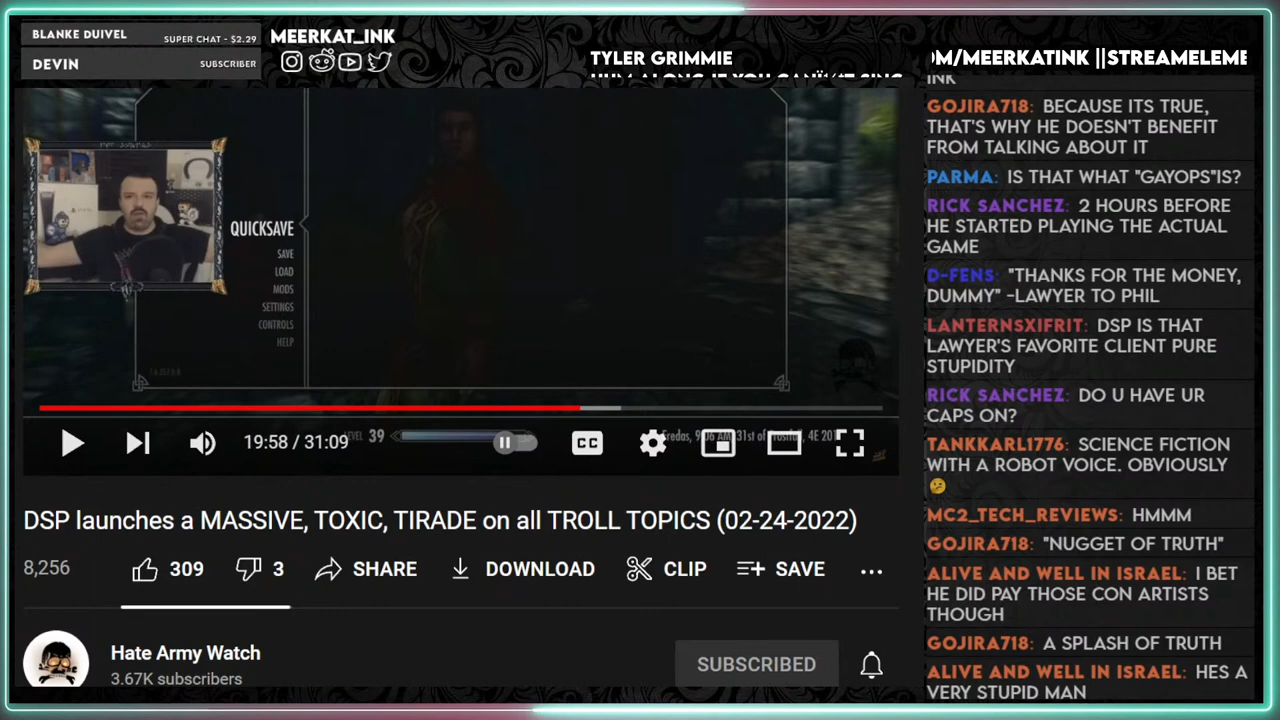 BLANKE DUIVEL
SUPER CHAT - $2.29
DEVIN
SUBSCRIBER
MEERKAT_INK
TYLER GRIMMIE
HUM ALONG IF YOU
SING
OM/MEERKATINK ||STREAMELEME
QUICKSAVE
SAVE
LOAD
MODS
SETTINGS
CONTROLS
HELP
19:58 / 31:09
LEVEL 39
CC
DSP launches a MASSIVE, TOXIC, TIRADE on all TROLL TOPICS (02-24-2022)
8,256
309
3
SHARE
DOWNLOAD
CLIP
SAVE
Hate Army Watch
3.67K subscribers
SUBSCRIBED
INK
GOJIRA718: BECAUSE ITS TRUE,
THAT'S WHY HE DOESN'T BENEFIT
FROM TALKING ABOUT IT
PARMA: IS THAT WHAT "GAYOPS"IS?
RICK SANCHEZ: 2 HOURS BEFORE
HE STARTED PLAYING THE ACTUAL
GAME
D-FENS: "THANKS FOR THE MONEY,
DUMMY" -LAWYER TO PHIL
LANTERNSXIFRIT: DSP IS THAT
LAWYER'S FAVORITE CLIENT PURE
STUPIDITY
RICK SANCHEZ: DO U HAVE UR
CAPS ON?
TANKKARL1776: SCIENCE FICTION
WITH A ROBOT VOICE. OBVIOUSLY
🤔
MC2_TECH_REVIEWS: HMMM
GOJIRA718: "NUGGET OF TRUTH"
ALIVE AND WELL IN ISRAEL: I BET
HE DID PAY THOSE CON ARTISTS
THOUGH
GOJIRA718: A SPLASH OF TRUTH
ALIVE AND WELL IN ISRAEL: HES A
VERY STUPID MAN